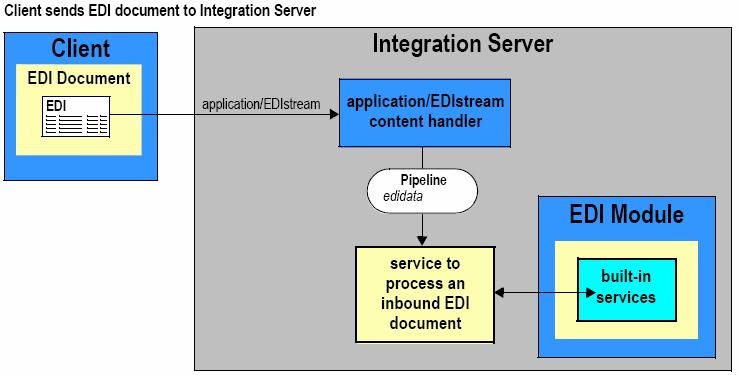 Client sends EDI document to Integration Server
Client
EDI Document
EDI
application/EDIstream
Integration Server
application/EDIstream
content handler
Pipeline
edidata
service to
process an
inbound EDI
document
EDI Module
built-in
services